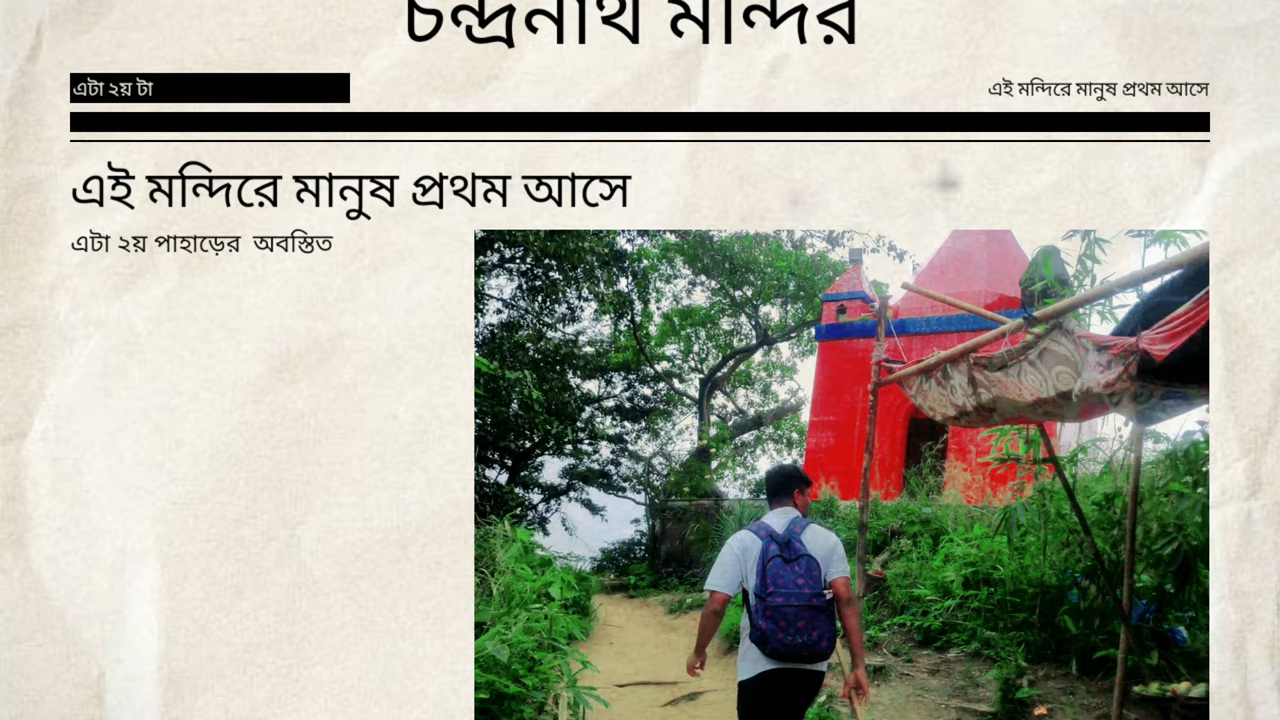 চন্দ্রনাথ মন্দির
এটা ২য় টা
এই মন্দিরে মানুষ প্রথম আসে
এই মন্দিরে মানুষ প্রথম আসে
এটা ২য় পাহাড়ের অবস্তিত